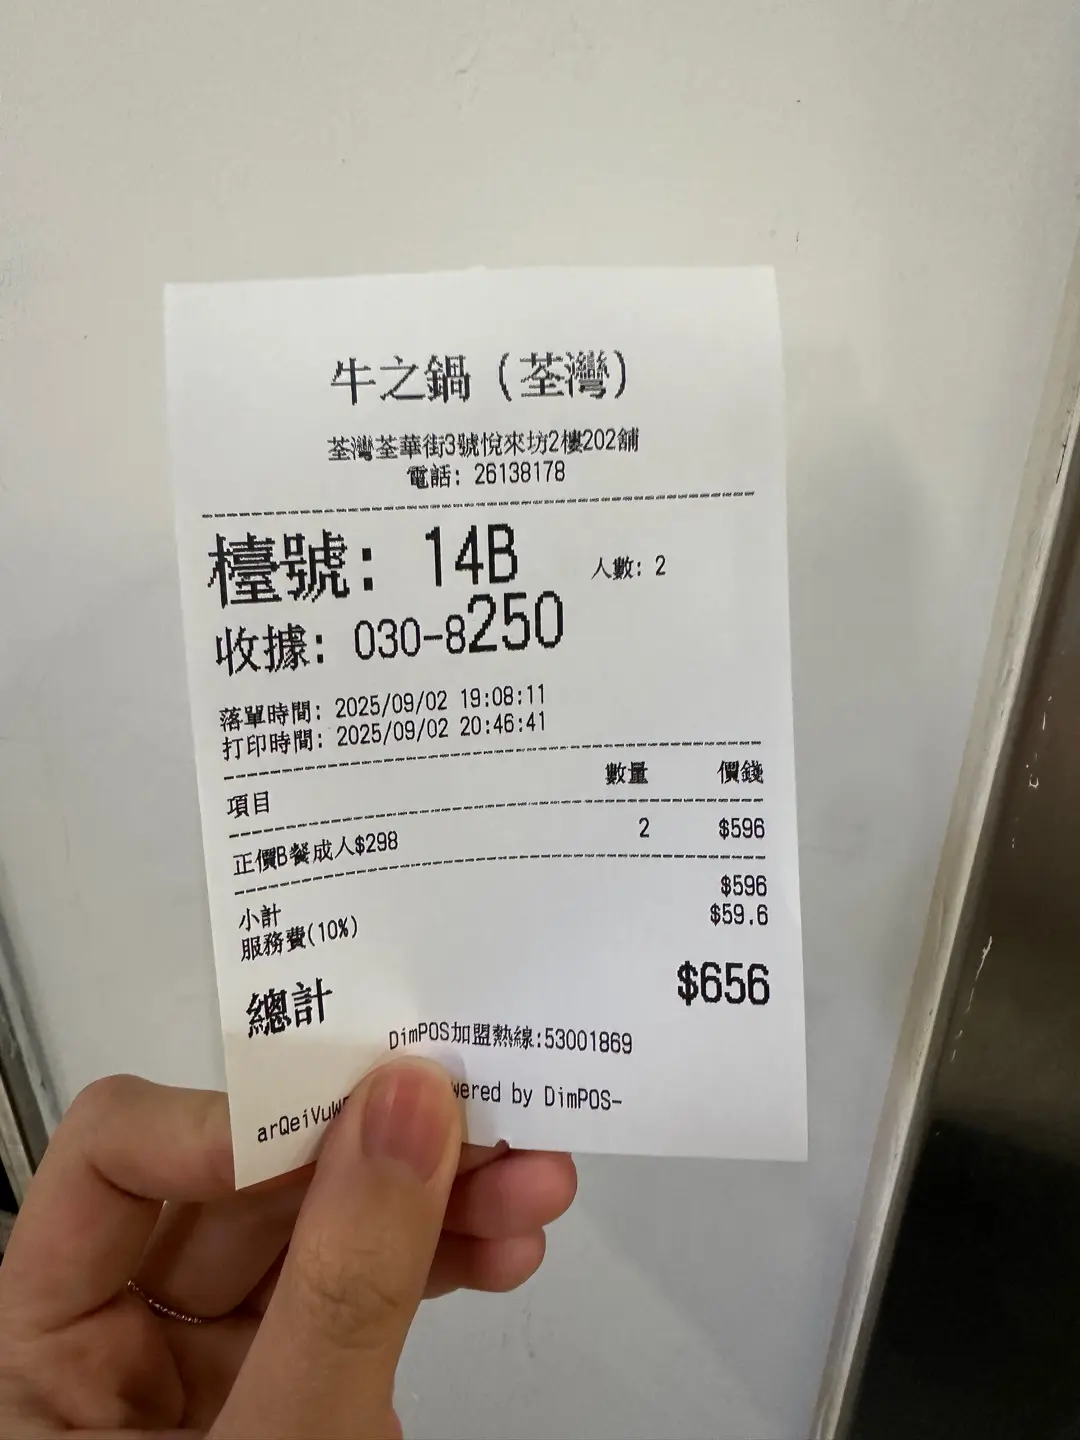 牛之鍋（荃灣）
荃灣荃華街3號悅來坊2樓202舖
電話: 26138178
檯號: 14B 人數: 2
收據: 030-8250
落單時間: 2025/09/02 19:08:11
打印時間: 2025/09/02 20:46:41
項目 數量 價錢
正價B餐成人$298 2 $596
小計 $596
服務費(10%) $59.6
總計 $656
DimPOS加盟熱線:53001869
by DimPOS-